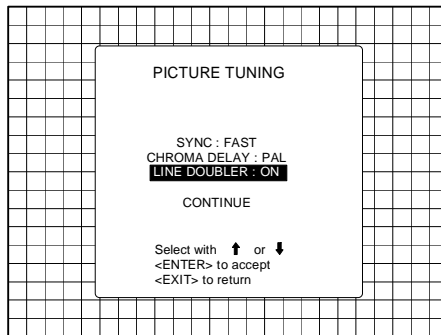 PICTURE TUNING
SYNC : FAST
CHROMA DELAY : PAL
LINE DOUBLER : ON
CONTINUE
Select with ↑ or ↓
<ENTER> to accept
<EXIT> to return